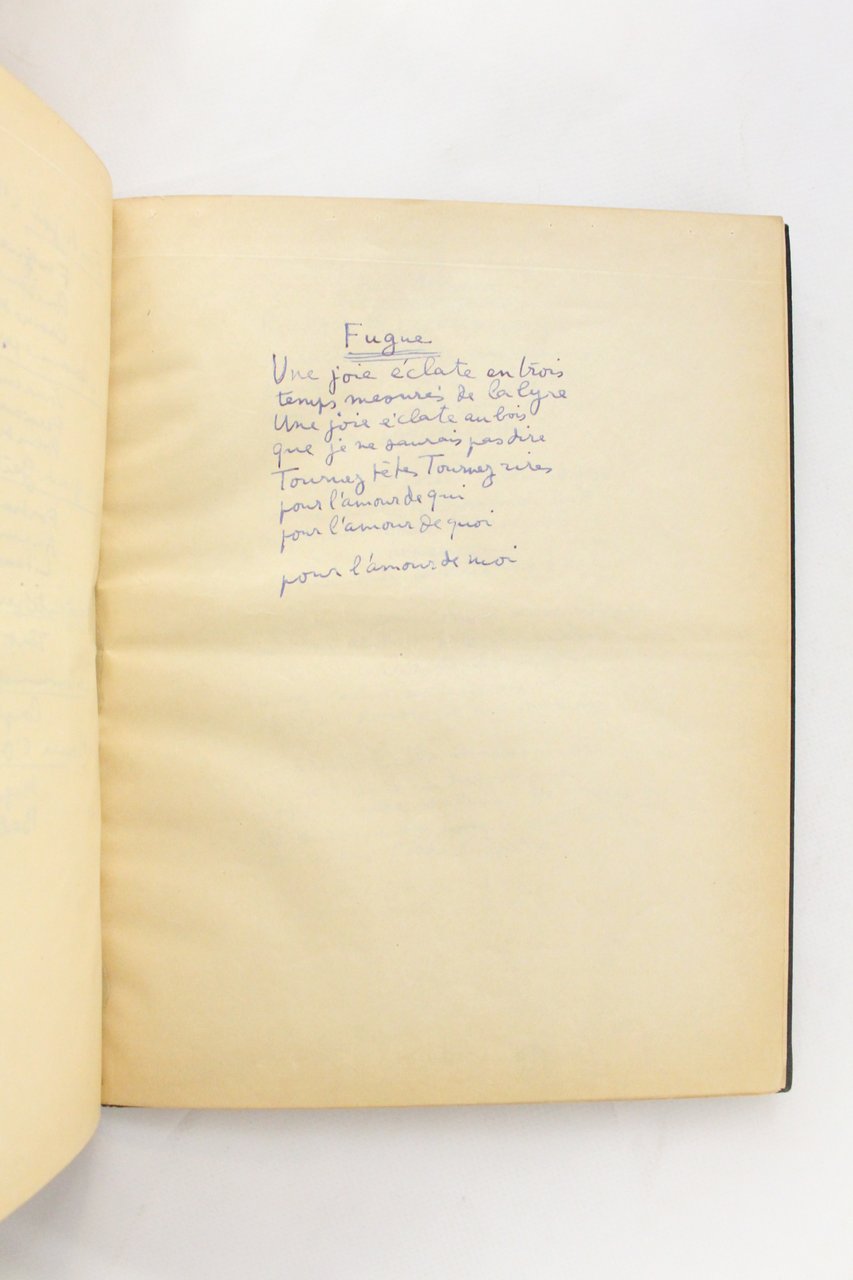 Fugue
Une joie éclate en trois
temps mesurés de la lyre
Une joie éclate au bois
que je ne saurais pas dire
Tournez têtes Tournez rires
pour l'amour de qui
pour l'amour de quoi
pour l'amour de moi